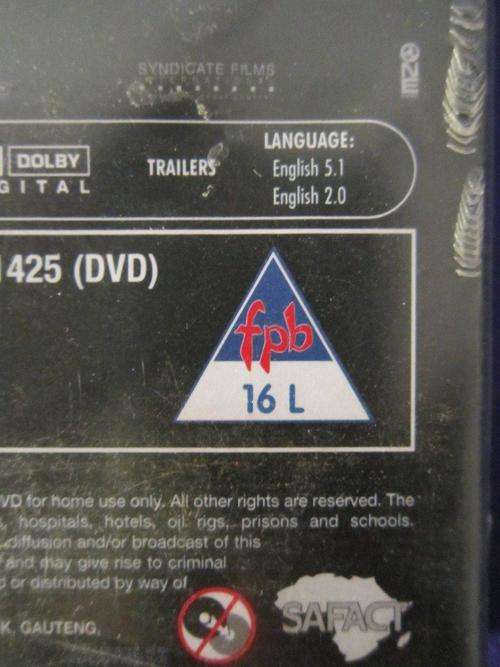 SYNDICATE FILMS
ONE
LANGUAGE:
DOLBY
GITAL
TRAILERS
English 5.1
English 2.0
1425 (DVD)
fpb
16 L
VD for home use only. All other rights are reserved. The
, hospitals, hotels, oil rigs, prisons and schools.
diffusion and/or broadcast of this
and may give rise to criminal
d or distributed by way of
K, GAUTENG,
SAFACT